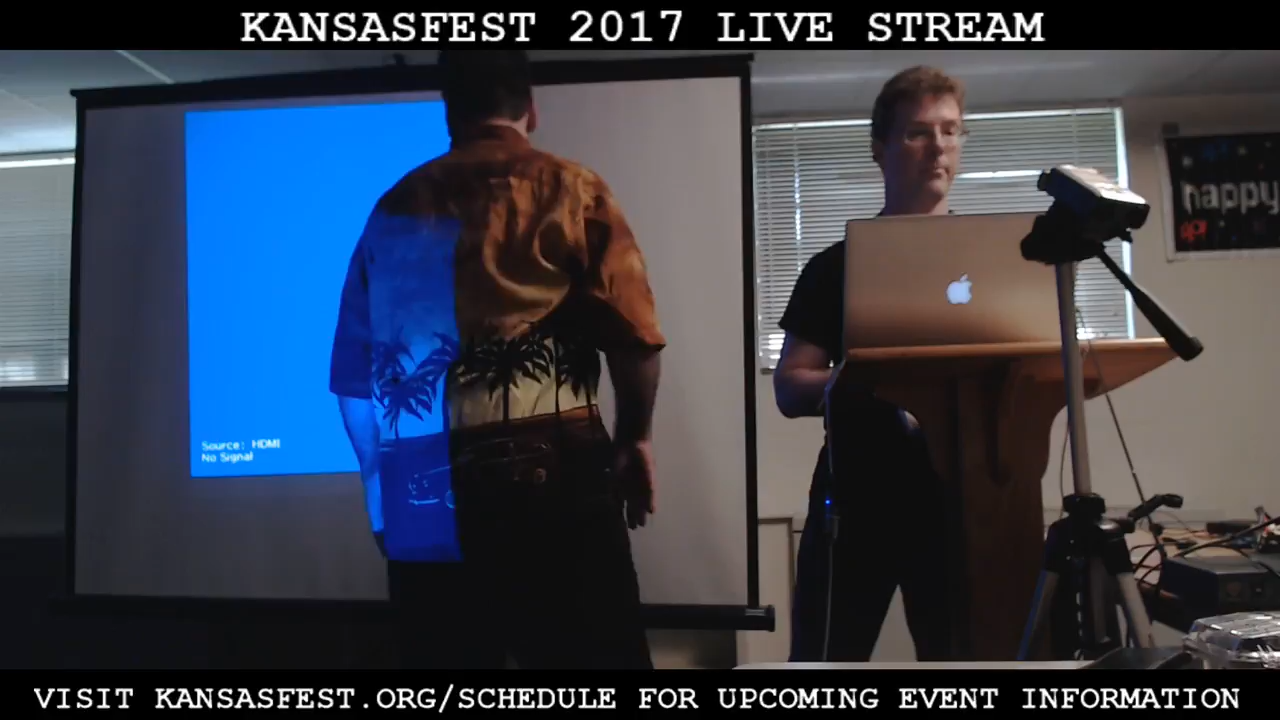 KANSASFEST 2017 LIVE STREAM
happy
Source: HDMI
No Signal
VISIT KANSASFEST.ORG/SCHEDULE FOR UPCOMING EVENT INFORMATION